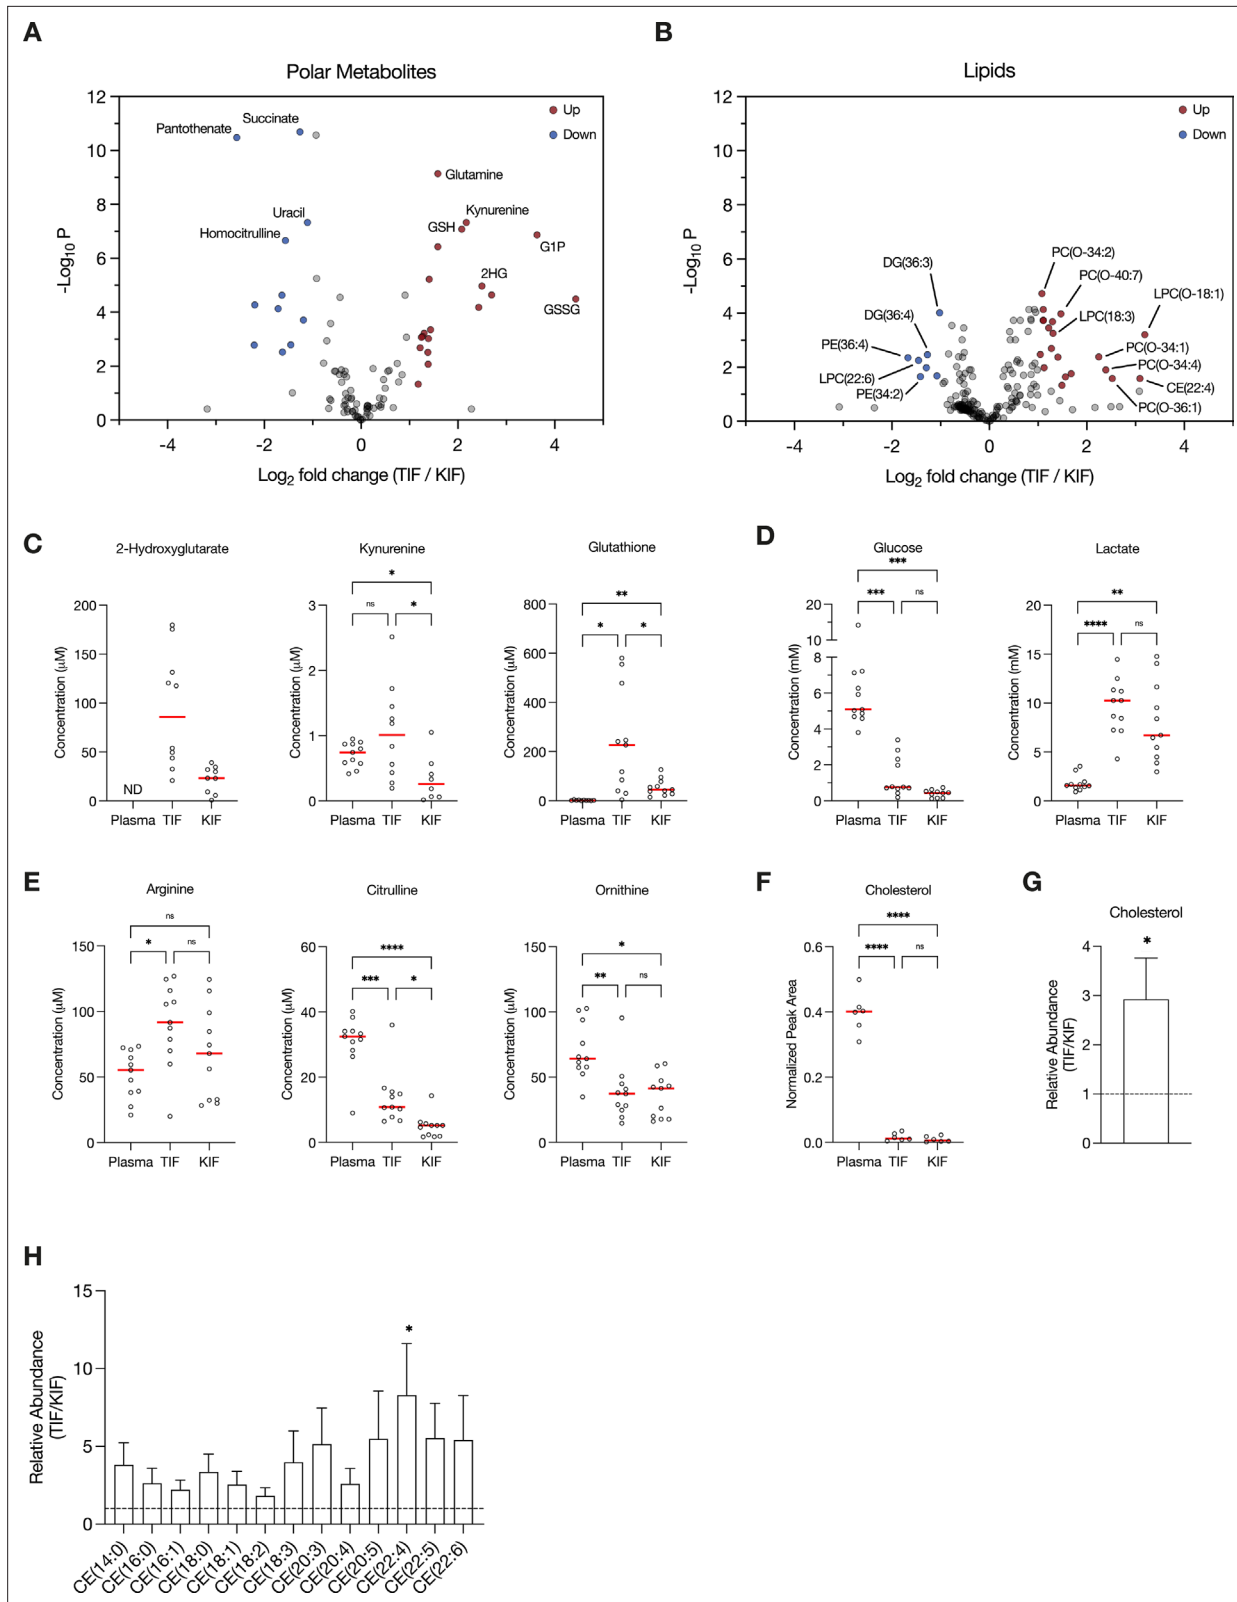 A
B
Polar Metabolites
Lipids
12
10
8
6
4
2
0
-Log10 P
-4
-2
0
2
4
Log2 fold change (TIF / KIF)
Up
Down
Pantothenate
Succinate
Glutamine
Uracil
Kynurenine
GSH
Homocitrulline
G1P
2HG
GSSG
12
10
8
6
4
2
0
-Log10 P
-4
-2
0
2
4
Log2 fold change (TIF / KIF)
Up
Down
PC(O-34:2)
DG(36:3)
PC(O-40:7)
LPC(O-18:1)
DG(36:4)
LPC(18:3)
PE(36:4)
PC(O-34:1)
PC(O-34:4)
LPC(22:6)
CE(22:4)
PE(34:2)
PC(O-36:1)
C
2-Hydroxyglutarate
200
150
100
50
0
Concentration (μM)
ND
Plasma TIF KIF
Kynurenine
*
ns
*
3
2
1
0
Concentration (μM)
Plasma TIF KIF
Glutathione
**
*
*
800
600
400
200
0
Concentration (μM)
Plasma TIF KIF
D
Glucose
***
***
ns
20
10
8
6
4
2
0
Concentration (mM)
Plasma TIF KIF
Lactate
**
****
ns
20
15
10
5
0
Concentration (mM)
Plasma TIF KIF
E
Arginine
ns
*
ns
150
100
50
0
Concentration (μM)
Plasma TIF KIF
Citrulline
****
***
*
60
40
20
0
Concentration (μM)
Plasma TIF KIF
Ornithine
*
**
ns
150
100
50
0
Concentration (μM)
Plasma TIF KIF
F
Cholesterol
****
****
ns
0.6
0.4
0.2
0.0
Normalized Peak Area
Plasma TIF KIF
G
Cholesterol
*
4
3
2
1
0
Relative Abundance
(TIF/KIF)
H
15
10
5
0
Relative Abundance
(TIF/KIF)
*
CE(14:0)
CE(16:0)
CE(16:1)
CE(18:0)
CE(18:1)
CE(18:2)
CE(18:3)
CE(20:3)
CE(20:4)
CE(20:5)
CE(22:4)
CE(22:5)
CE(22:6)